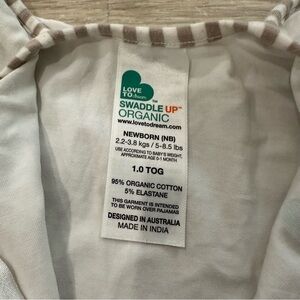 LOVE
TO dream
™
SWADDLE UP™
ORGANIC
www.lovetodream.com
NEWBORN (NB)
2.2-3.8 kgs / 5-8.5 lbs
USE ACCORDING TO BABY'S WEIGHT,
APPROXIMATE AGE 0-1 MONTH
1.0 TOG
95% ORGANIC COTTON
5% ELASTANE
THIS GARMENT IS INTENDED
TO BE WORN OVER PAJAMAS
DESIGNED IN AUSTRALIA
MADE IN INDIA